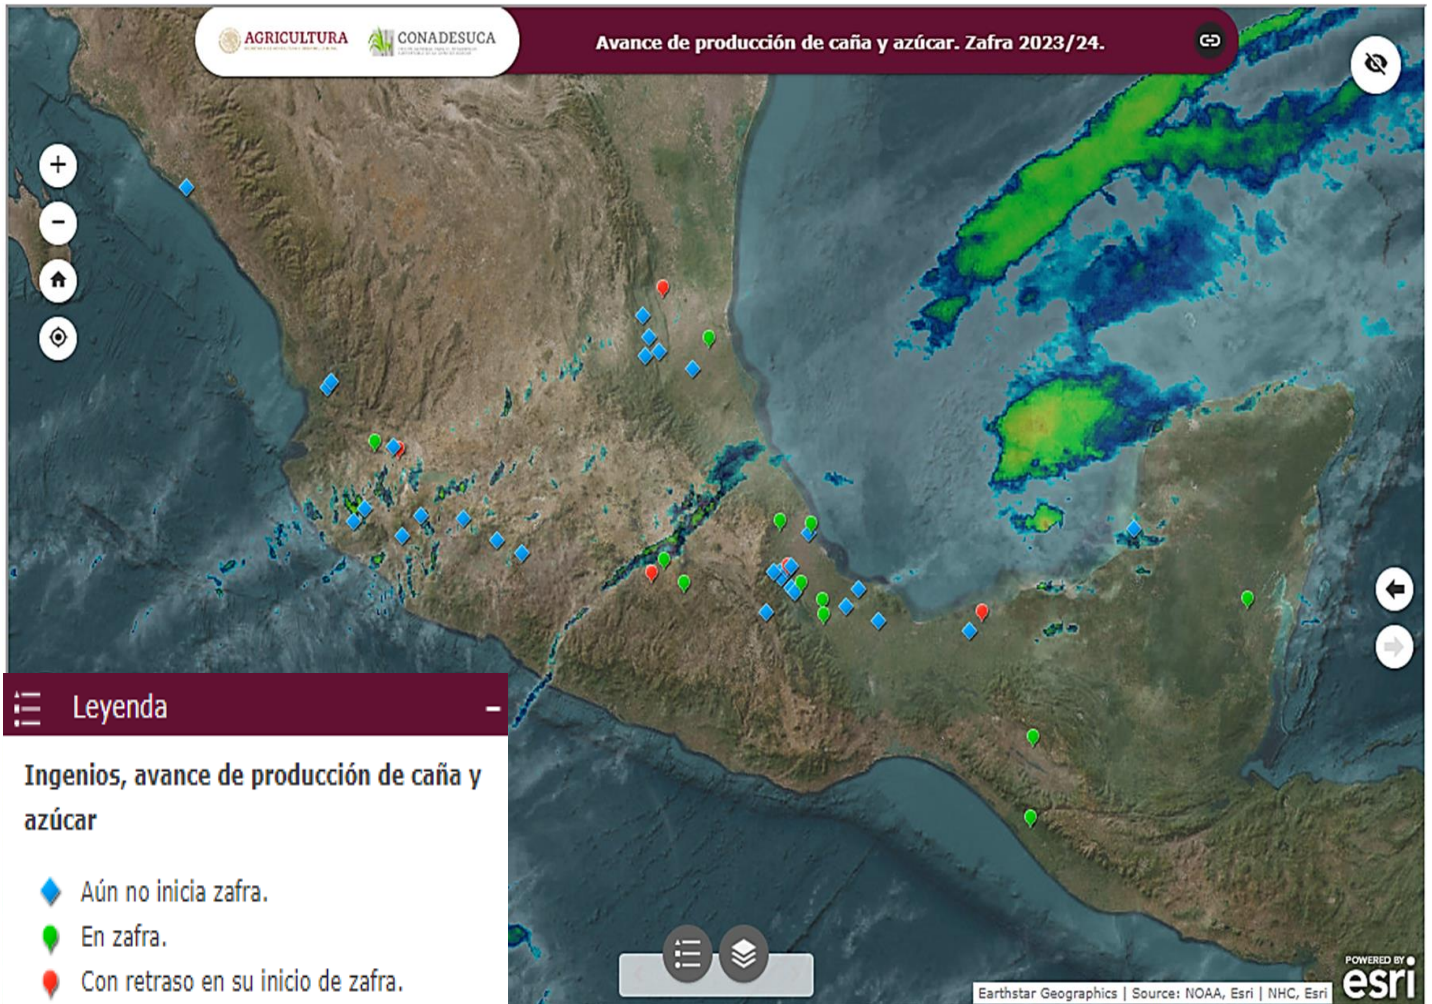 AGRICULTURA
CONADESUCA
Avance de producción de caña y azúcar. Zafra 2023/24.
+
−
Leyenda
Ingenios, avance de producción de caña y
azúcar
Aún no inicia zafra.
En zafra.
Con retraso en su inicio de zafra.
POWERED BY
esri
Earthstar Geographics | Source: NOAA, Esri | NHC, Esri